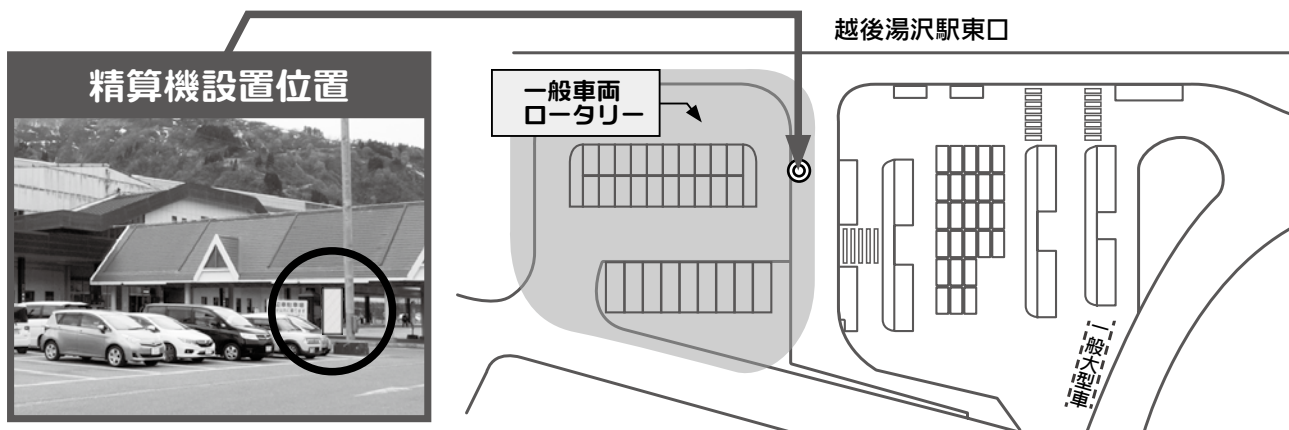 越後湯沢駅東口
精算機設置位置
一般車両
ロータリー
一般大型車